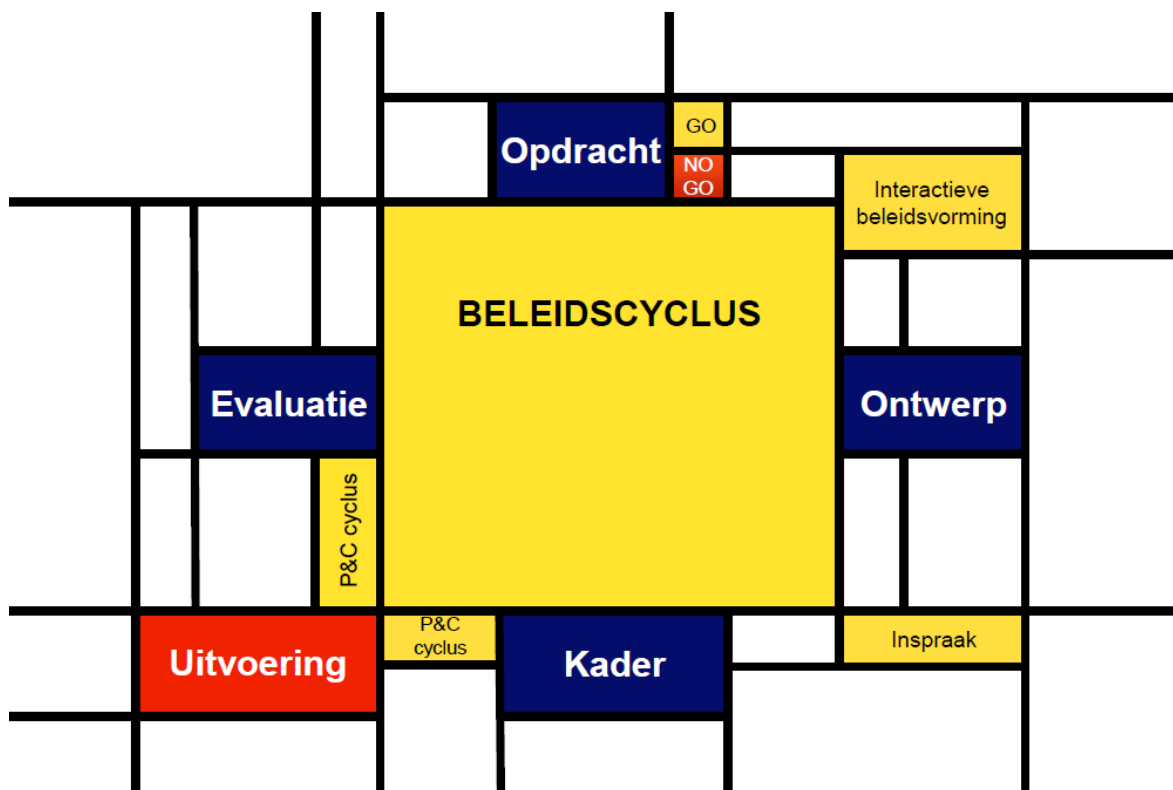 Opdracht
GO
NO
GO
Interactieve
beleidsvorming
BELEIDSCYCLUS
Evaluatie
Ontwerp
P&C cyclus
Uitvoering
P&C
cyclus
Kader
Inspraak